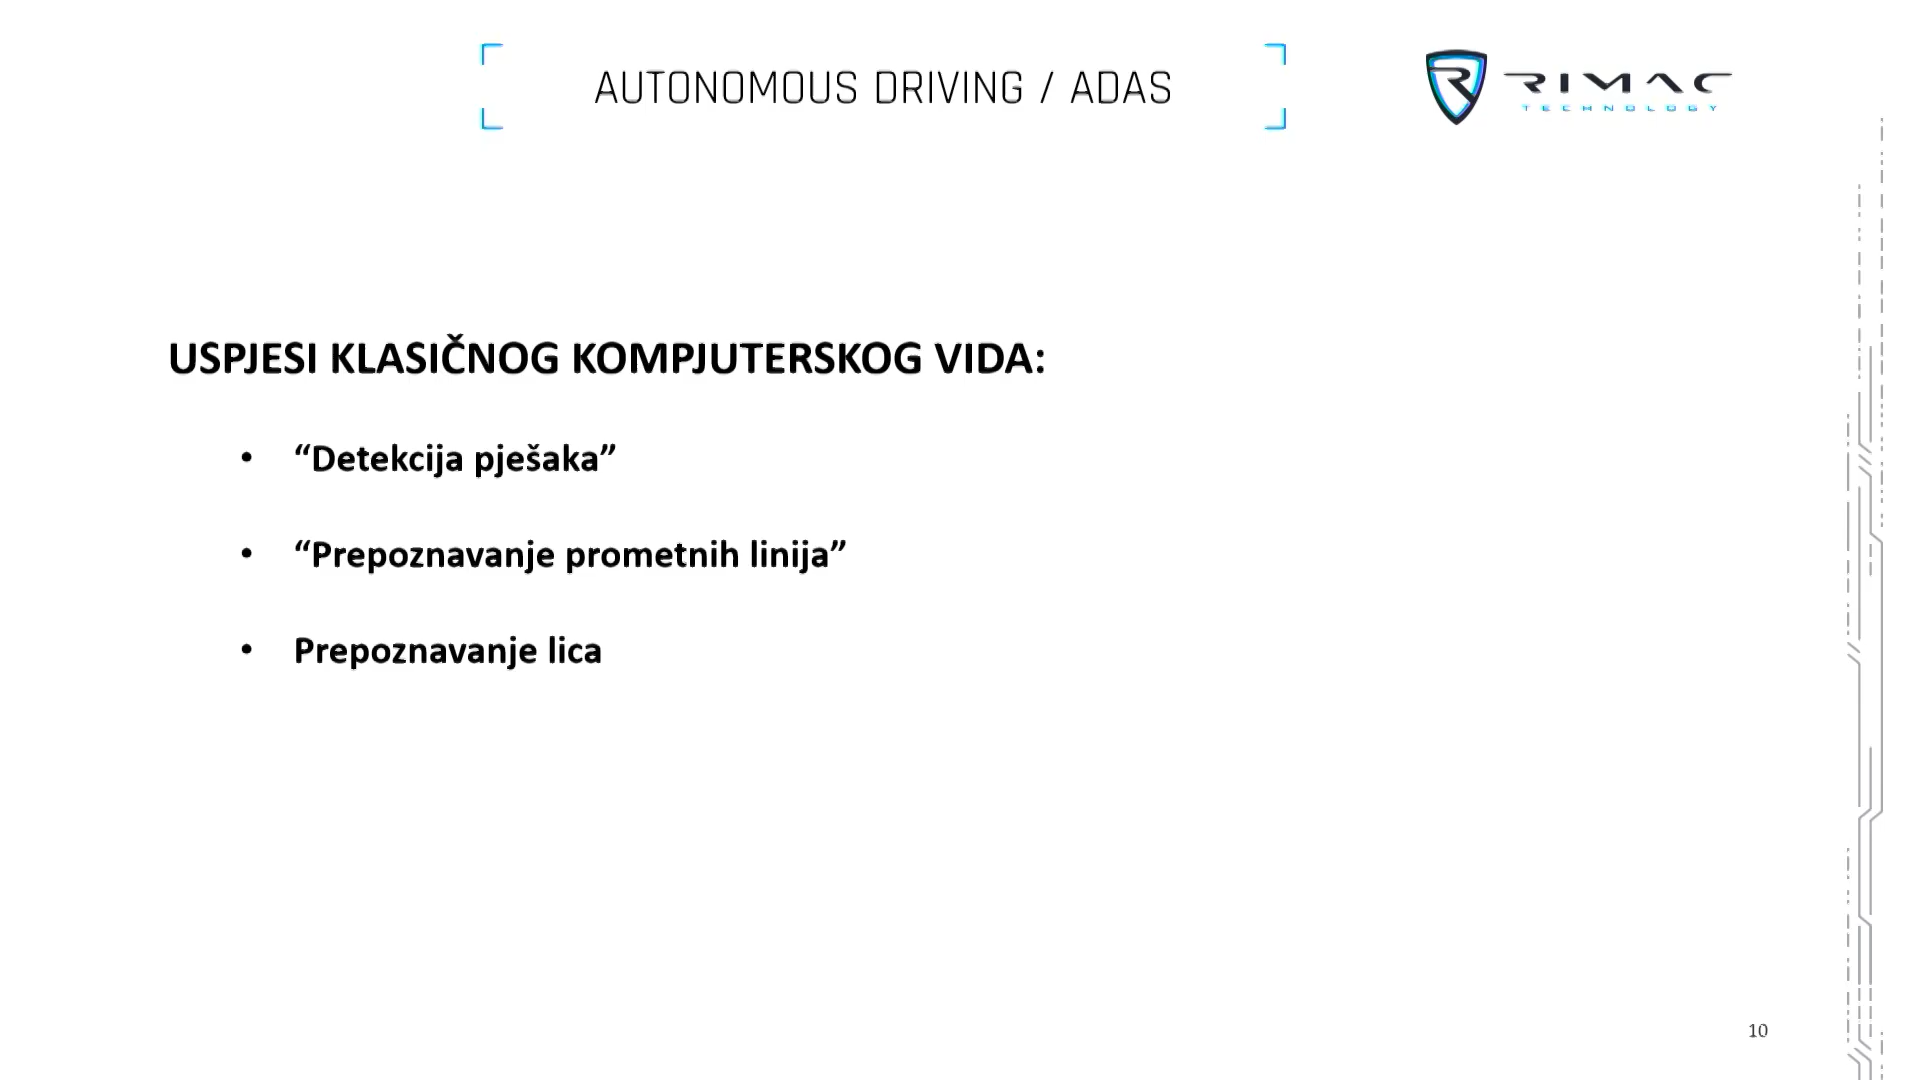 AUTONOMOUS DRIVING / ADAS
RIMAC
TECHNOLOGY
USPJESI KLASIČNOG KOMPJUTERSKOG VIDA:
• “Detekcija pješaka”
• “Prepoznavanje prometnih linija”
• Prepoznavanje lica
10